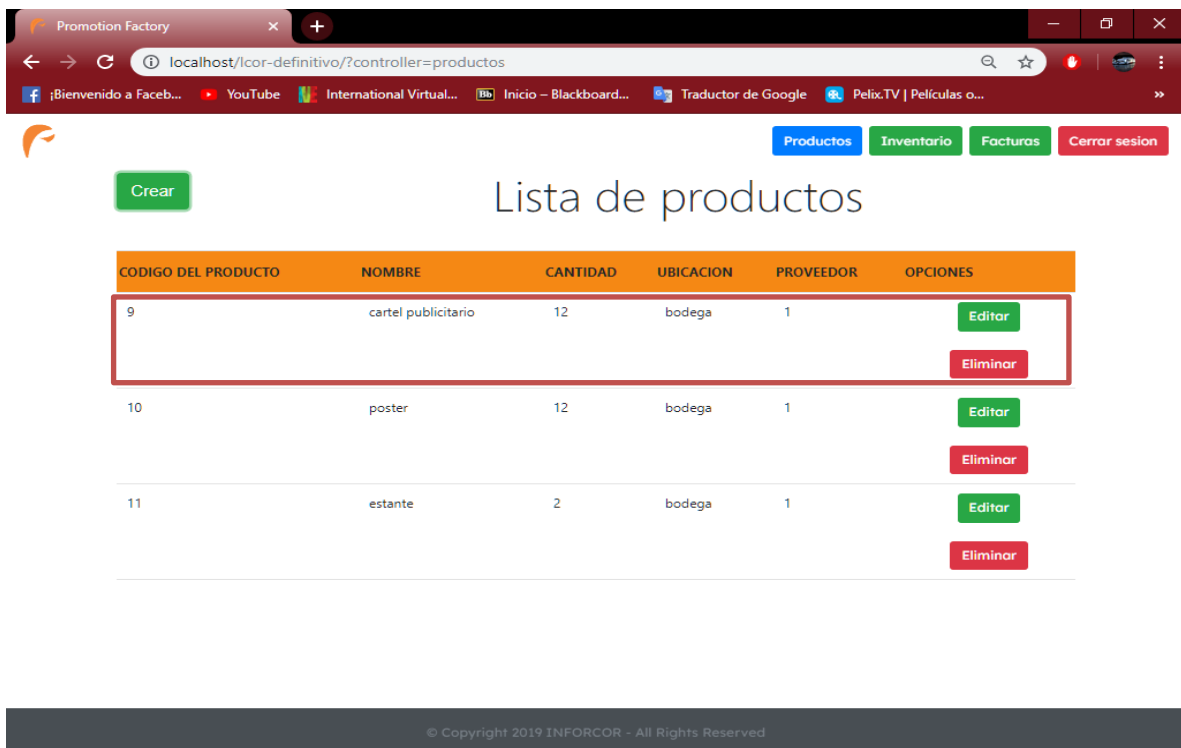 Promotion Factory
localhost/lcor-definitivo/?controller=productos
¡Bienvenido a Faceb... YouTube International Virtual... Bb Inicio – Blackboard... Traductor de Google Pelix.TV | Películas o... »
Productos Inventario Facturas Cerrar sesion
Crear Lista de productos
CODIGO DEL PRODUCTO NOMBRE CANTIDAD UBICACION PROVEEDOR OPCIONES
9 cartel publicitario 12 bodega 1 Editar
Eliminar
10 poster 12 bodega 1 Editar
Eliminar
11 estante 2 bodega 1 Editar
Eliminar
© Copyright 2019 INFORCOR - All Rights Reserved